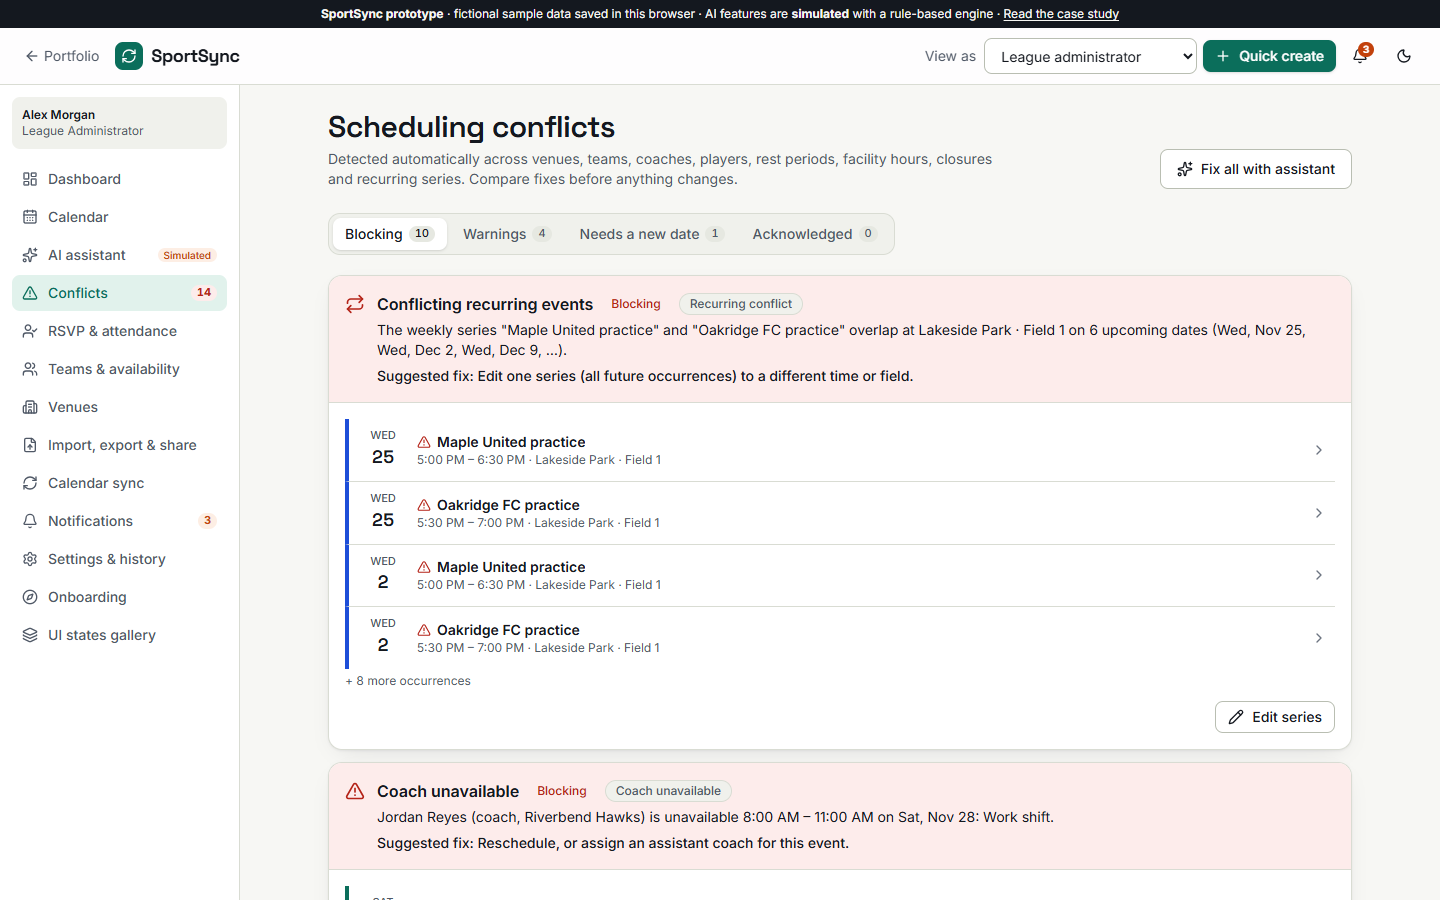 SportSync prototype · fictional sample data saved in this browser · AI features are simulated with a rule-based engine · Read the case study
Portfolio
SportSync
View as
League administrator
Quick create
3
Alex Morgan
League Administrator
Dashboard
Calendar
AI assistant
Simulated
Conflicts
14
RSVP & attendance
Teams & availability
Venues
Import, export & share
Calendar sync
Notifications
3
Settings & history
Onboarding
UI states gallery
Scheduling conflicts
Detected automatically across venues, teams, coaches, players, rest periods, facility hours, closures
and recurring series. Compare fixes before anything changes.
Fix all with assistant
Blocking 10
Warnings 4
Needs a new date 1
Acknowledged 0
Conflicting recurring events Blocking Recurring conflict
The weekly series "Maple United practice" and "Oakridge FC practice" overlap at Lakeside Park · Field 1 on 6 upcoming dates (Wed, Nov 25,
Wed, Dec 2, Wed, Dec 9, ...).
Suggested fix: Edit one series (all future occurrences) to a different time or field.
WED
25
Maple United practice
5:00 PM – 6:30 PM · Lakeside Park · Field 1
WED
25
Oakridge FC practice
5:30 PM – 7:00 PM · Lakeside Park · Field 1
WED
2
Maple United practice
5:00 PM – 6:30 PM · Lakeside Park · Field 1
WED
2
Oakridge FC practice
5:30 PM – 7:00 PM · Lakeside Park · Field 1
+ 8 more occurrences
Edit series
Coach unavailable Blocking Coach unavailable
Jordan Reyes (coach, Riverbend Hawks) is unavailable 8:00 AM – 11:00 AM on Sat, Nov 28: Work shift.
Suggested fix: Reschedule, or assign an assistant coach for this event.